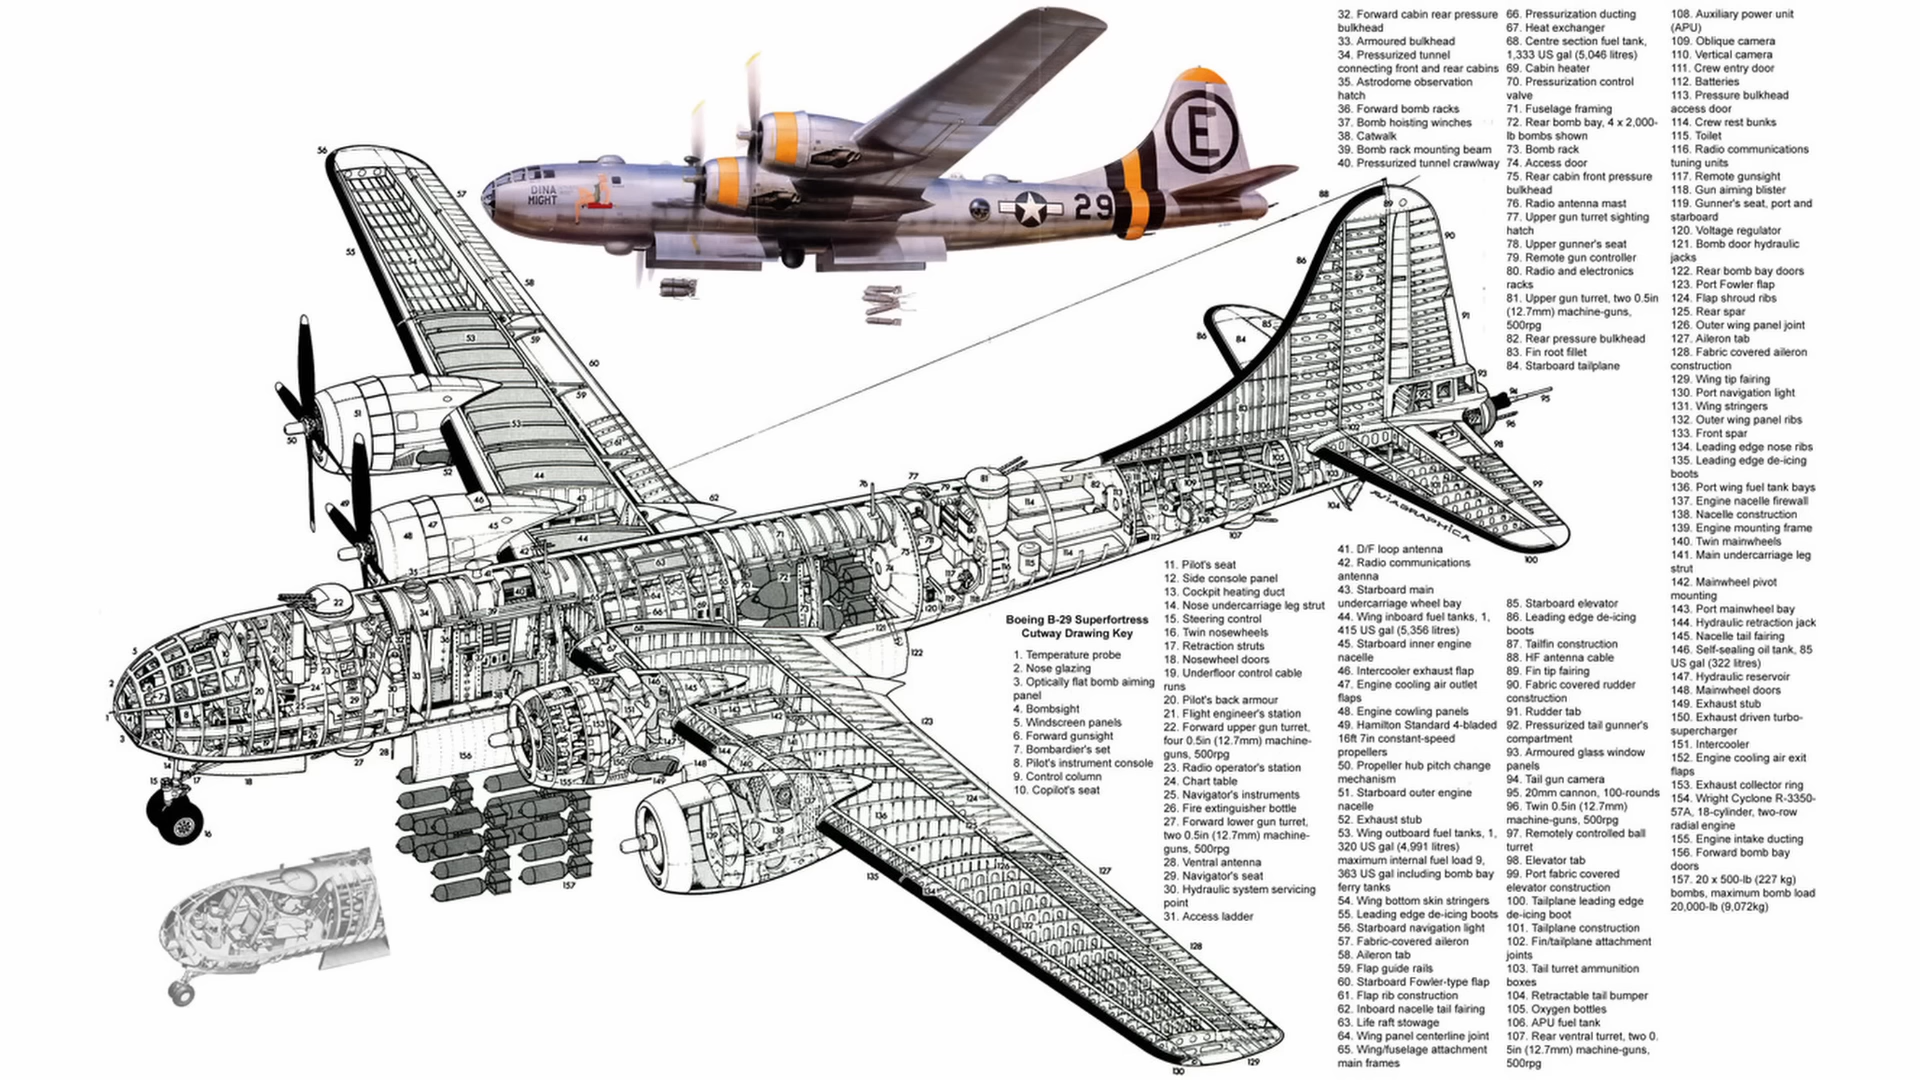 DINA
MIGHT
29
E
AVIAGRAPHICA
Boeing B-29 Superfortress
Cutway Drawing Key
1. Temperature probe
2. Nose glazing
3. Optically flat bomb aiming
panel
4. Bombsight
5. Windscreen panels
6. Forward gunsight
7. Bombardier's set
8. Pilot's instrument console
9. Control column
10. Copilot's seat
11. Pilot's seat
12. Side console panel
13. Cockpit heating duct
14. Nose undercarriage leg strut
15. Steering control
16. Twin nosewheels
17. Retraction struts
18. Nosewheel doors
19. Underfloor control cable
runs
20. Pilot's back armour
21. Flight engineer's station
22. Forward upper gun turret,
four 0.5in (12.7mm) machine-
guns, 500rpg
23. Radio operator's station
24. Chart table
25. Navigator's instruments
26. Fire extinguisher bottle
27. Forward lower gun turret,
two 0.5in (12.7mm) machine-
guns, 500rpg
28. Ventral antenna
29. Navigator's seat
30. Hydraulic system servicing
point
31. Access ladder
32. Forward cabin rear pressure
bulkhead
33. Armoured bulkhead
34. Pressurized tunnel
connecting front and rear cabins
35. Astrodome observation
hatch
36. Forward bomb racks
37. Bomb hoisting winches
38. Catwalk
39. Bomb rack mounting beam
40. Pressurized tunnel crawlway
41. D/F loop antenna
42. Radio communications
antenna
43. Starboard main
undercarriage wheel bay
44. Wing inboard fuel tanks, 1,
415 US gal (5,356 litres)
45. Starboard inner engine
nacelle
46. Intercooler exhaust flap
47. Engine cooling air outlet
flaps
48. Engine cowling panels
49. Hamilton Standard 4-bladed
16ft 7in constant-speed
propellers
50. Propeller hub pitch change
mechanism
51. Starboard outer engine
nacelle
52. Exhaust stub
53. Wing outboard fuel tanks, 1,
320 US gal (4,991 litres)
maximum internal fuel load 9,
363 US gal including bomb bay
ferry tanks
54. Wing bottom skin stringers
55. Leading edge de-icing boots
56. Starboard navigation light
57. Fabric-covered aileron
58. Aileron tab
59. Flap guide rails
60. Starboard Fowler-type flap
61. Flap rib construction
62. Inboard nacelle tail fairing
63. Life raft stowage
64. Wing panel centerline joint
65. Wing/fuselage attachment
main frames
66. Pressurization ducting
67. Heat exchanger
68. Centre section fuel tank,
1,333 US gal (5,046 litres)
69. Cabin heater
70. Pressurization control
valve
71. Fuselage framing
72. Rear bomb bay, 4 x 2,000-
lb bombs shown
73. Bomb rack
74. Access door
75. Rear cabin front pressure
bulkhead
76. Radio antenna mast
77. Upper gun turret sighting
hatch
78. Upper gunner's seat
79. Remote gun controller
80. Radio and electronics
racks
81. Upper gun turret, two 0.5in
(12.7mm) machine-guns,
500rpg
82. Rear pressure bulkhead
83. Fin root fillet
84. Starboard tailplane
85. Starboard elevator
86. Leading edge de-icing
boots
87. Tailfin construction
88. HF antenna cable
89. Fin tip fairing
90. Fabric covered rudder
construction
91. Rudder tab
92. Pressurized tail gunner's
compartment
93. Armoured glass window
panels
94. Tail gun camera
95. 20mm cannon, 100-rounds
96. Twin 0.5in (12.7mm)
machine-guns, 500rpg
97. Remotely controlled ball
turret
98. Elevator tab
99. Port fabric covered
elevator construction
100. Tailplane leading edge
de-icing boot
101. Tailplane construction
102. Fin/tailplane attachment
joints
103. Tail turret ammunition
boxes
104. Retractable tail bumper
105. Oxygen bottles
106. APU fuel tank
107. Rear ventral turret, two 0.
5in (12.7mm) machine-guns,
500rpg
108. Auxiliary power unit
(APU)
109. Oblique camera
110. Vertical camera
111. Crew entry door
112. Batteries
113. Pressure bulkhead
access door
114. Crew rest bunks
115. Toilet
116. Radio communications
tuning units
117. Remote gunsight
118. Gun aiming blister
119. Gunner's seat, port and
starboard
120. Voltage regulator
121. Bomb door hydraulic
jacks
122. Rear bomb bay doors
123. Port Fowler flap
124. Flap shroud ribs
125. Rear spar
126. Outer wing panel joint
127. Aileron tab
128. Fabric covered aileron
construction
129. Wing tip fairing
130. Port navigation light
131. Wing stringers
132. Outer wing panel ribs
133. Front spar
134. Leading edge nose ribs
135. Leading edge de-icing
boots
136. Port wing fuel tank bays
137. Engine nacelle firewall
138. Nacelle construction
139. Engine mounting frame
140. Twin mainwheels
141. Main undercarriage leg
strut
142. Mainwheel pivot
mounting
143. Port mainwheel bay
144. Hydraulic retraction jack
145. Nacelle tail fairing
146. Self-sealing oil tank, 85
US gal (322 litres)
147. Hydraulic reservoir
148. Mainwheel doors
149. Exhaust stub
150. Exhaust driven turbo-
supercharger
151. Intercooler
152. Engine cooling air exit
flaps
153. Exhaust collector ring
154. Wright Cyclone R-3350-
57A, 18-cylinder, two-row
radial engine
155. Engine intake ducting
156. Forward bomb bay
doors
157. 20 x 500-lb (227 kg)
bombs, maximum bomb load
20,000-lb (9,072kg)